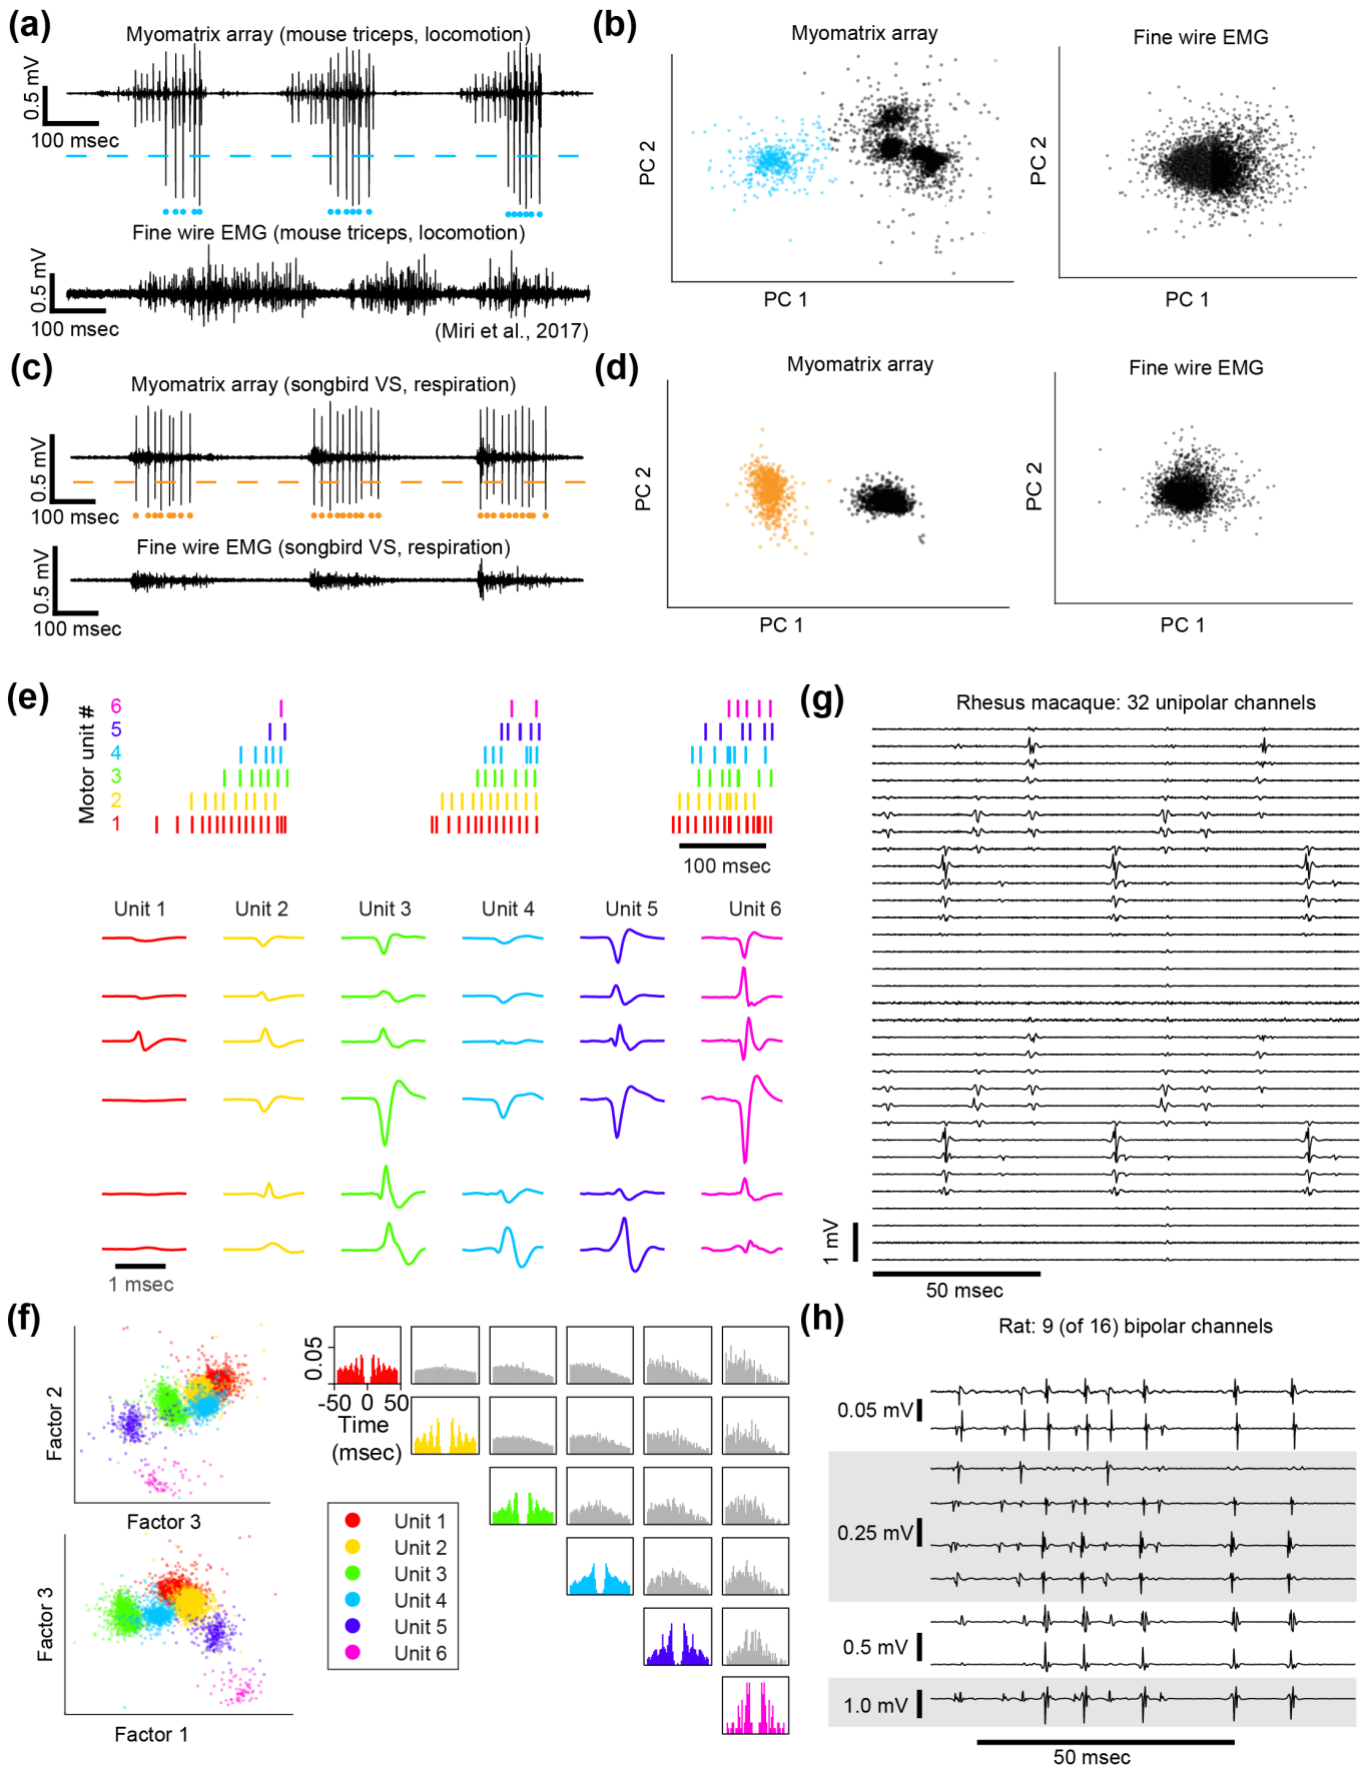 (a)
Myomatrix array (mouse triceps, locomotion)
0.5 mV
100 msec
Fine wire EMG (mouse triceps, locomotion)
0.5 mV
100 msec
(Miri et al., 2017)
(b)
Myomatrix array
PC 2
PC 1
Fine wire EMG
PC 2
PC 1
(c)
Myomatrix array (songbird VS, respiration)
0.5 mV
100 msec
Fine wire EMG (songbird VS, respiration)
0.5 mV
100 msec
(d)
Myomatrix array
PC 2
PC 1
Fine wire EMG
PC 2
PC 1
(e)
Motor unit #
6
5
4
3
2
1
100 msec
Unit 1 Unit 2 Unit 3 Unit 4 Unit 5 Unit 6
1 msec
(f)
Factor 2
Factor 3
Factor 3
Factor 1
0.05
-50 0 50
Time
(msec)
Unit 1
Unit 2
Unit 3
Unit 4
Unit 5
Unit 6
(g)
Rhesus macaque: 32 unipolar channels
1 mV
50 msec
(h)
Rat: 9 (of 16) bipolar channels
0.05 mV
0.25 mV
0.5 mV
1.0 mV
50 msec